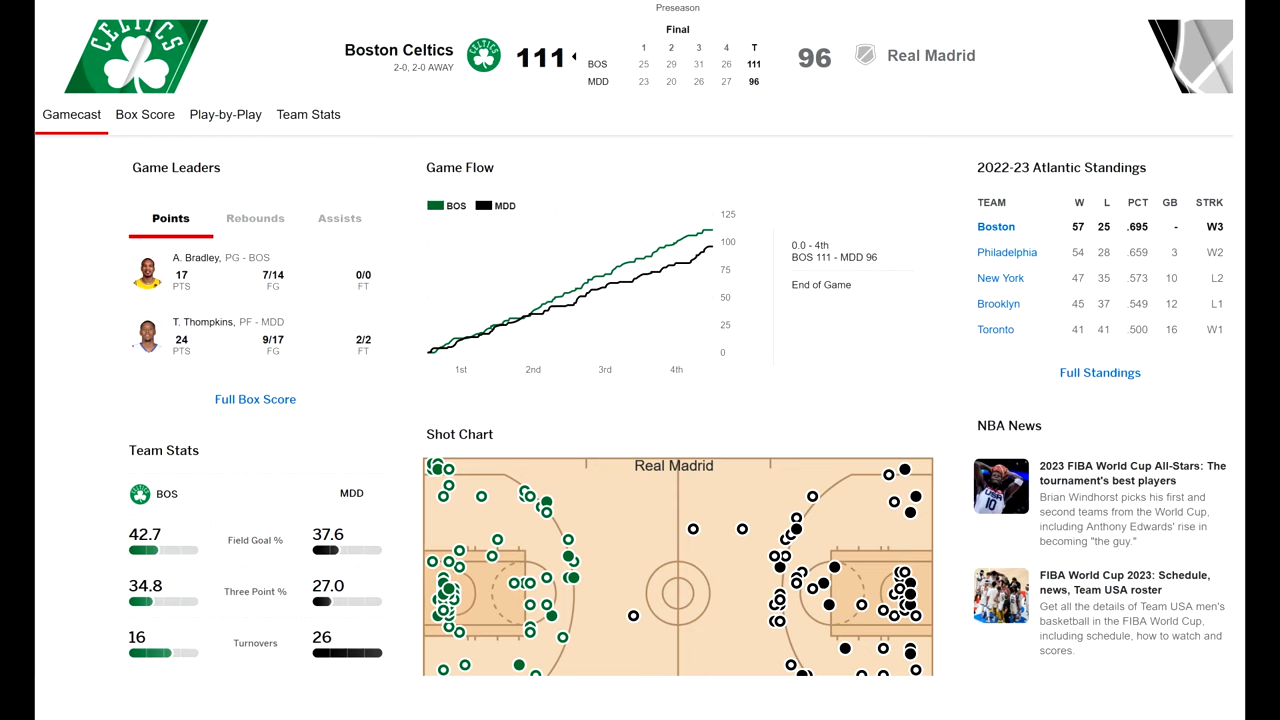 Preseason
CELTICS
Boston Celtics
2-0, 2-0 AWAY
CELTICS
111
Final
1 2 3 4 T
BOS 25 29 31 26 111
MDD 23 20 26 27 96
96
Real Madrid
Gamecast Box Score Play-by-Play Team Stats
Game Leaders
Points Rebounds Assists
A. Bradley, PG - BOS
17 7/14 0/0
PTS FG FT
T. Thompkins, PF - MDD
24 9/17 2/2
PTS FG FT
Full Box Score
Team Stats
BOS MDD
42.7 Field Goal % 37.6
34.8 Three Point % 27.0
16 Turnovers 26
Game Flow
BOS MDD
125
100
75
50
25
0
1st 2nd 3rd 4th
0.0 - 4th
BOS 111 - MDD 96
End of Game
Shot Chart
Real Madrid
2022-23 Atlantic Standings
TEAM W L PCT GB STRK
Boston 57 25 .695 - W3
Philadelphia 54 28 .659 3 W2
New York 47 35 .573 10 L2
Brooklyn 45 37 .549 12 L1
Toronto 41 41 .500 16 W1
Full Standings
NBA News
USA
10
2023 FIBA World Cup All-Stars: The
tournament's best players
Brian Windhorst picks his first and
second teams from the World Cup,
including Anthony Edwards' rise in
becoming "the guy."
FIBA World Cup 2023: Schedule,
news, Team USA roster
Get all the details of Team USA men's
basketball in the FIBA World Cup,
including schedule, how to watch and
scores.